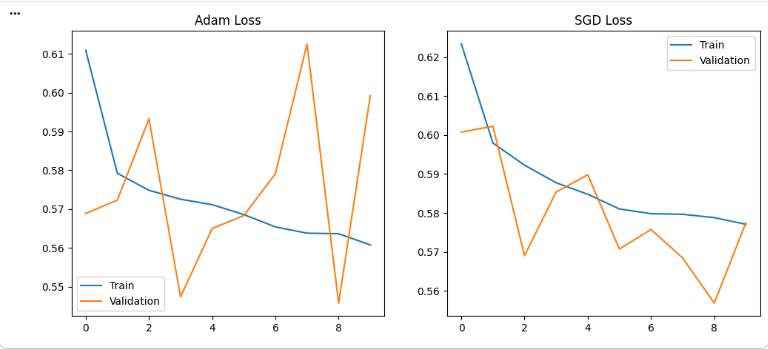 ...
Adam Loss
0.61
0.60
0.59
0.58
0.57
0.56
0.55
Train
Validation
0 2 4 6 8
SGD Loss
Train
Validation
0.62
0.61
0.60
0.59
0.58
0.57
0.56
0 2 4 6 8